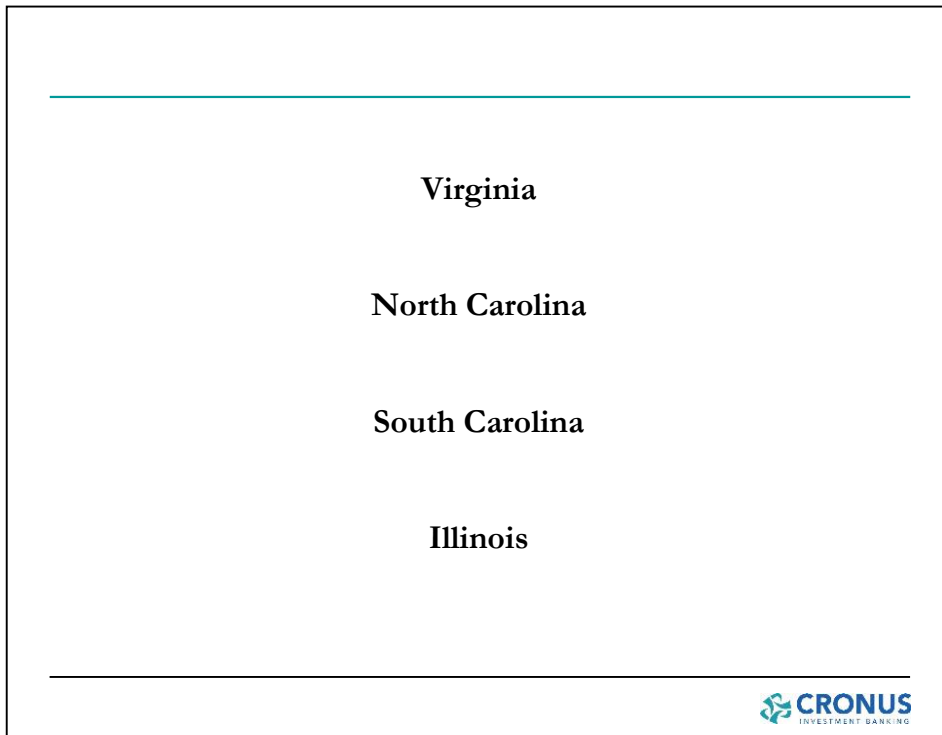 Virginia
North Carolina
South Carolina
Illinois
CRONUS
INVESTMENT BANKING